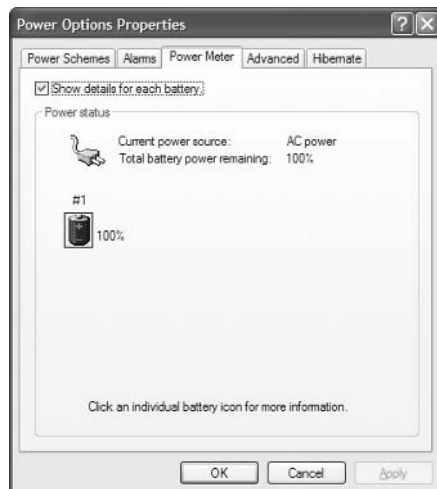 Power Options Properties
Power Schemes Alarms Power Meter Advanced Hibernate
Show details for each battery.
Power status
Current power source: AC power
Total battery power remaining: 100%
#1
100%
Click an individual battery icon for more information.
OK Cancel Apply